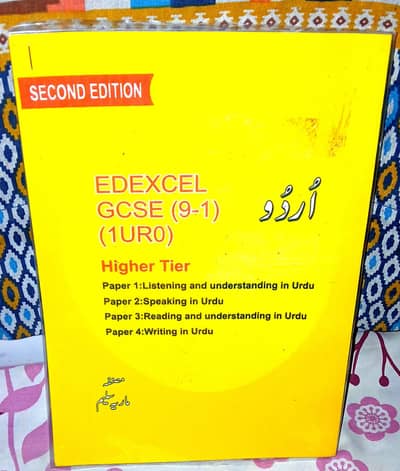 SECOND EDITION
EDEXCEL
GCSE (9-1)
(1UR0)
اُردُو
Higher Tier
Paper 1:Listening and understanding in Urdu
Paper 2:Speaking in Urdu
Paper 3:Reading and understanding in Urdu
Paper 4:Writing in Urdu